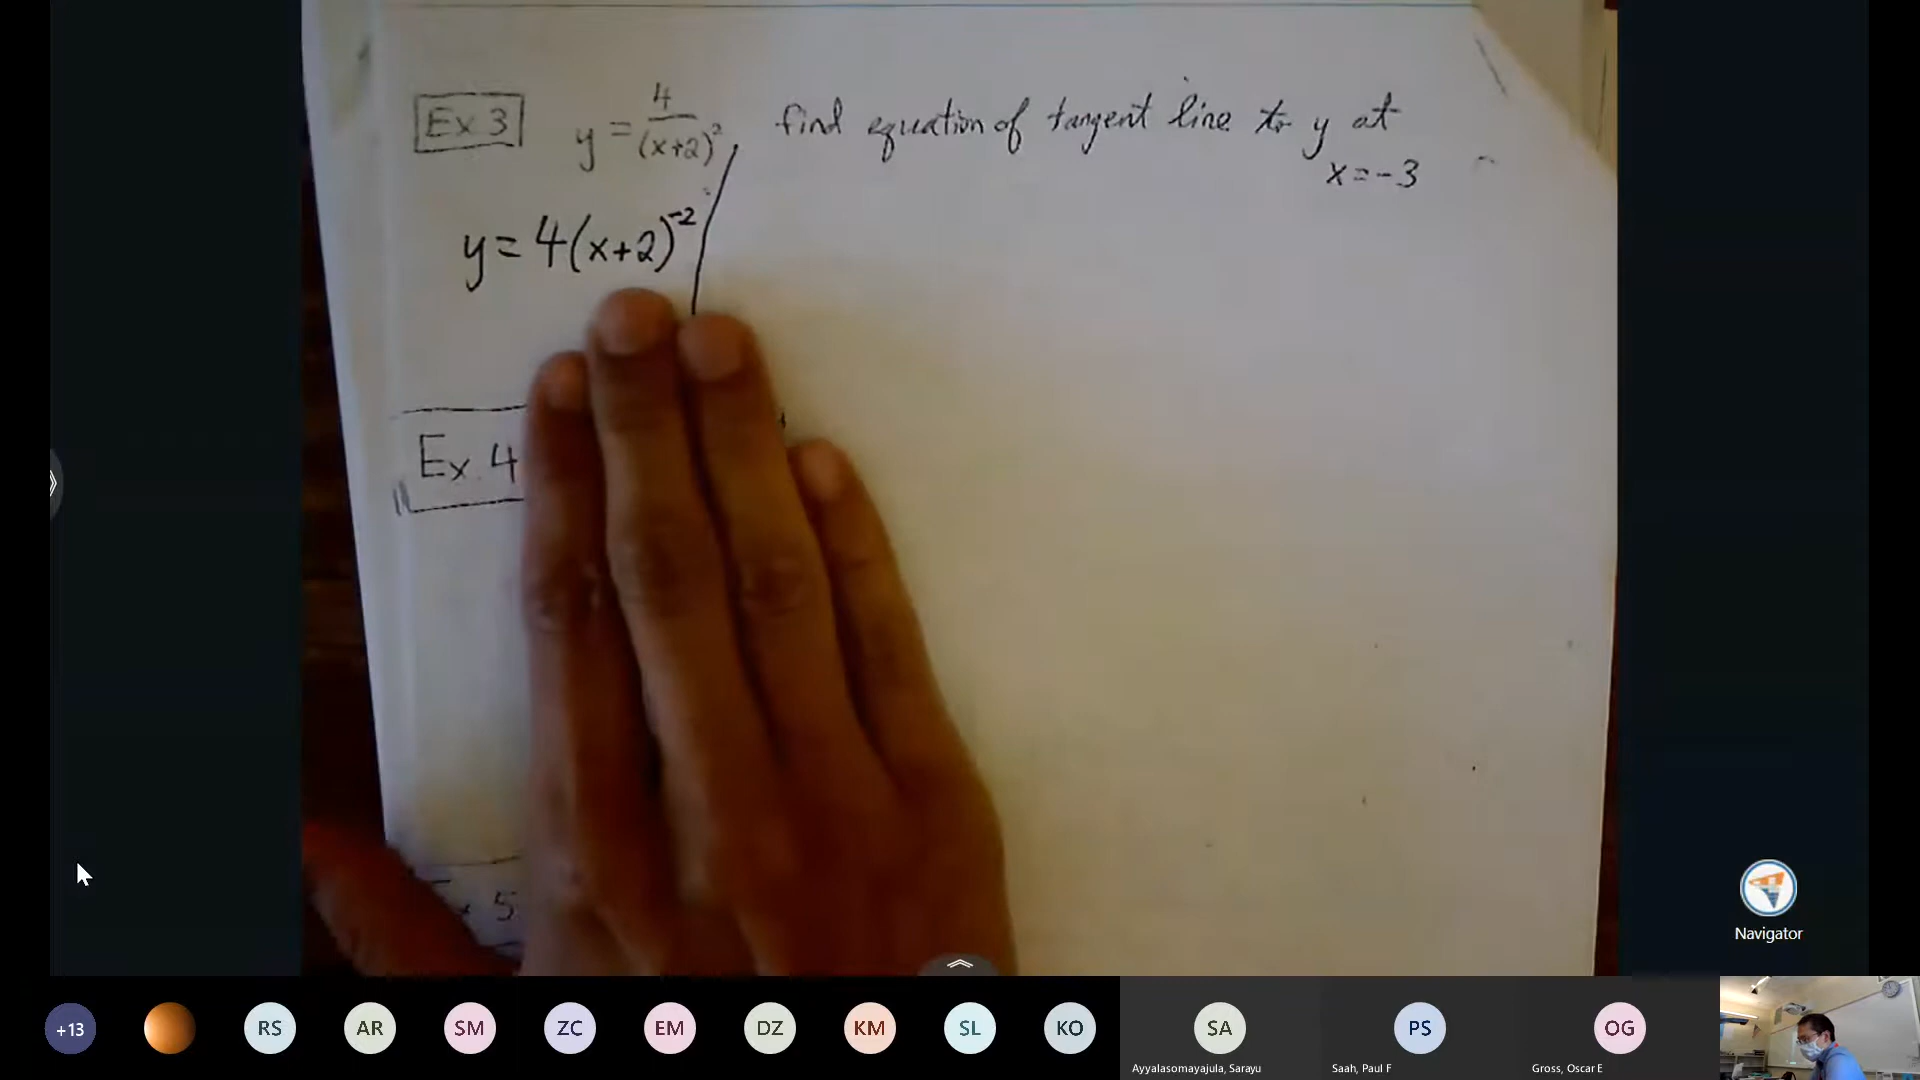 Ex 3 y = 4/(x+2)² find equation of tangent line to y at
x = -3
y = 4(x+2)⁻²
Ex. 4
5
Navigator
+13 RS AR SM ZC EM DZ KM SL KO SA PS OG
Ayyalasomayajula, Sarayu Saah, Paul F Gross, Oscar E